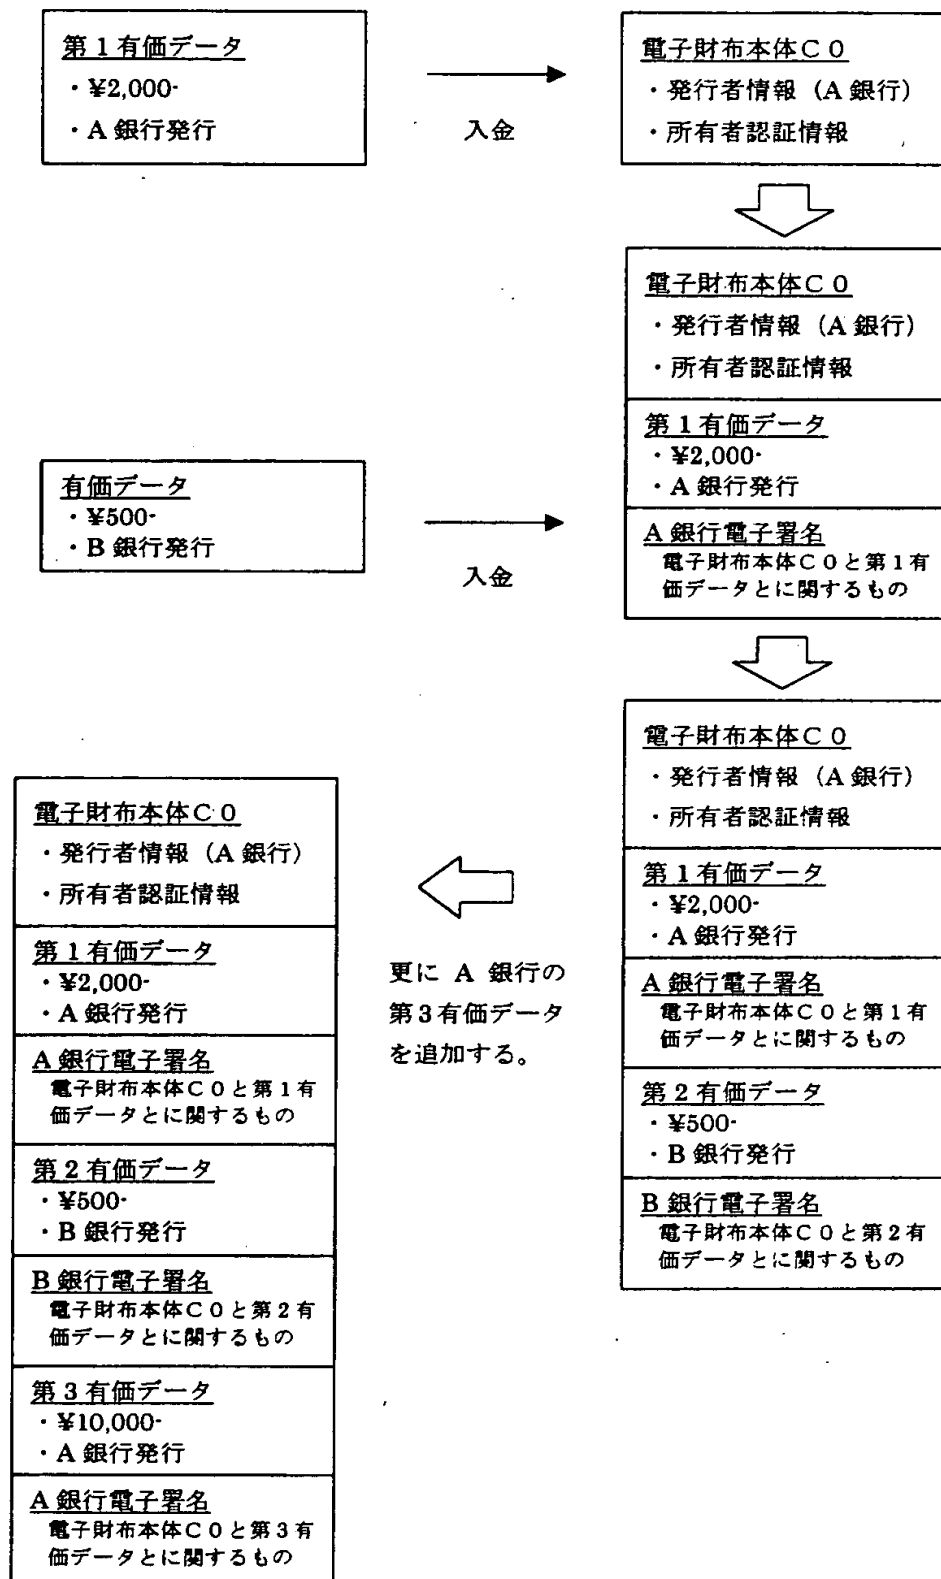 第1有価データ
・¥2,000-
・A 銀行発行
入金
電子財布本体C0
・発行者情報（A 銀行）
・所有者認証情報
電子財布本体C0
・発行者情報（A 銀行）
・所有者認証情報
第1有価データ
・¥2,000-
・A 銀行発行
A 銀行電子署名
電子財布本体C0と第1有
価データとに関するもの
有価データ
・¥500-
・B 銀行発行
入金
電子財布本体C0
・発行者情報（A 銀行）
・所有者認証情報
第1有価データ
・¥2,000-
・A 銀行発行
A 銀行電子署名
電子財布本体C0と第1有
価データとに関するもの
第2有価データ
・¥500-
・B 銀行発行
B 銀行電子署名
電子財布本体C0と第2有
価データとに関するもの
更に A 銀行の
第3有価データ
を追加する。
電子財布本体C0
・発行者情報（A 銀行）
・所有者認証情報
第1有価データ
・¥2,000-
・A 銀行発行
A 銀行電子署名
電子財布本体C0と第1有
価データとに関するもの
第2有価データ
・¥500-
・B 銀行発行
B 銀行電子署名
電子財布本体C0と第2有
価データとに関するもの
第3有価データ
・¥10,000-
・A 銀行発行
A 銀行電子署名
電子財布本体C0と第3有
価データとに関するもの